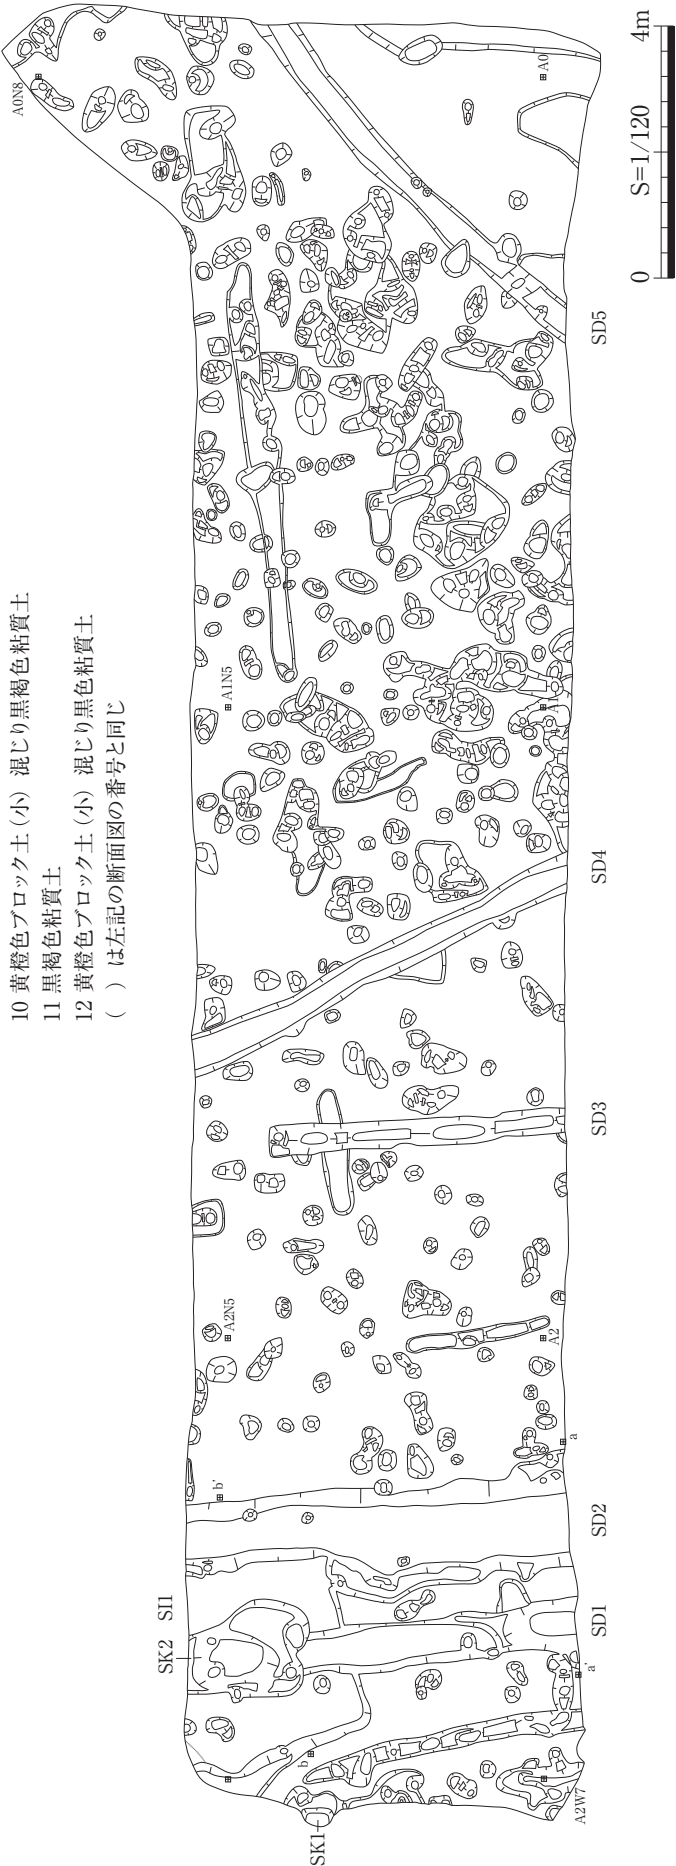 10 黄橙色ブロック土（小）混じり黒褐色粘質土
11 黒褐色粘質土
12 黄橙色ブロック土（小）混じり黒色粘質土
（　）は左記の断面図の番号と同じ
SK1
SK2
SI1
b
b'
A2N5
A1N5
A0N8
A2W7
a'
a
A2
A1
A0
SD1
SD2
SD3
SD4
SD5
0
S=1/120
4m